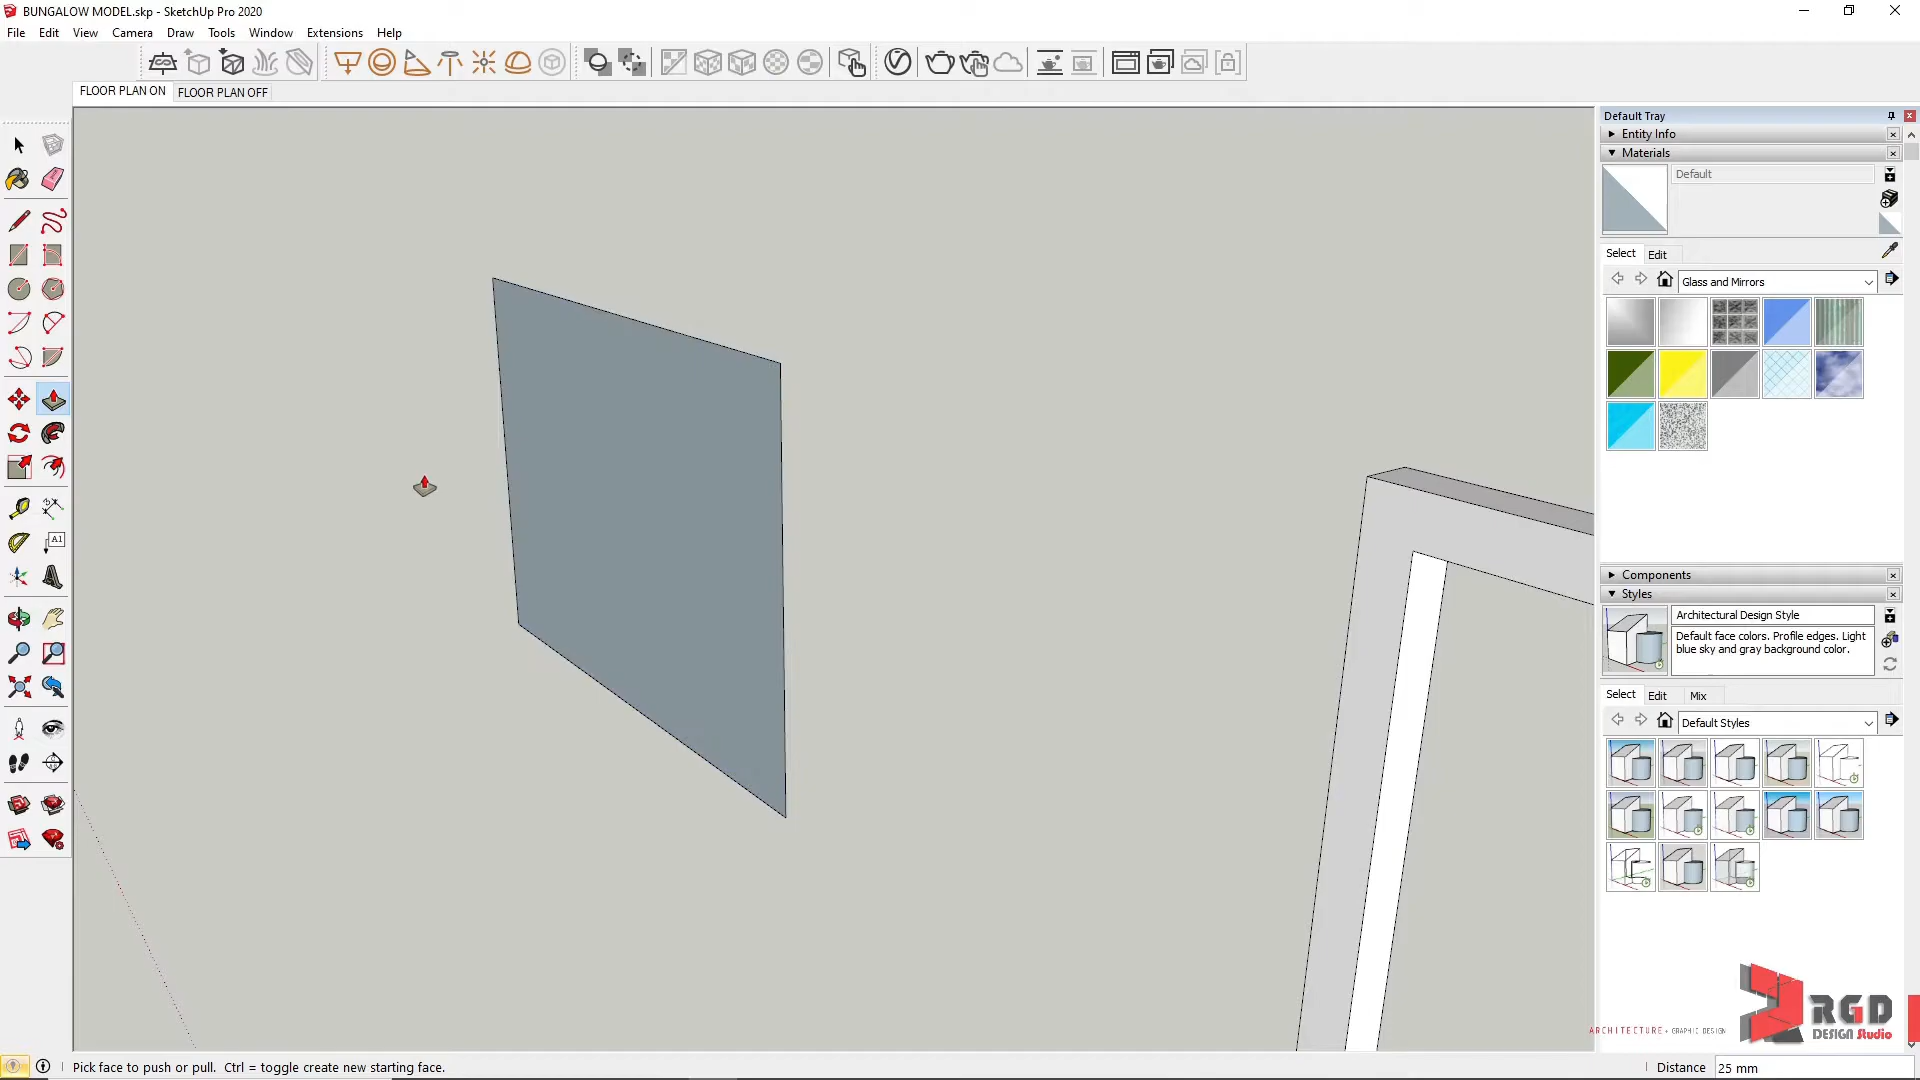 BUNGALOW MODEL.skp - SketchUp Pro 2020
File Edit View Camera Draw Tools Window Extensions Help
FLOOR PLAN ON FLOOR PLAN OFF
Default Tray
Entity Info
Materials
Default
Select Edit
Glass and Mirrors
A1
Components
Styles
Architectural Design Style
Default face colors. Profile edges. Light
blue sky and gray background color.
Select Edit Mix
Default Styles
RGD
DESIGN Studio
ARCHITECTURE + GRAPHIC DESIGN
Pick face to push or pull. Ctrl = toggle create new starting face.
Distance 25 mm